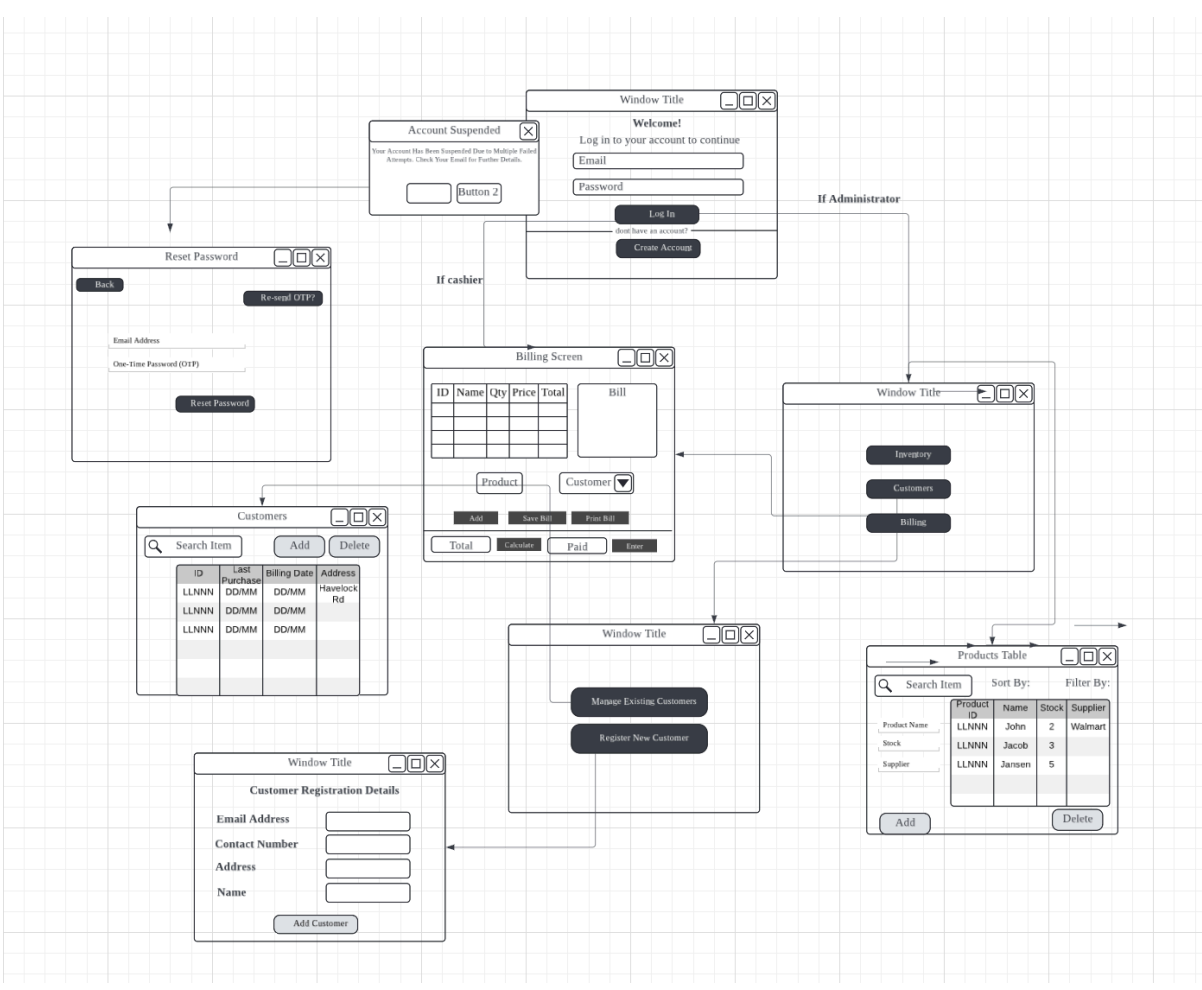 Window Title
Welcome!
Log in to your account to continue
Email
Password
Log In
dont have an account?
Create Account
Account Suspended
Your Account Has Been Suspended Due to Multiple Failed
Attempts. Check Your Email for Further Details.
Button 2
If Administrator
If cashier
Reset Password
Back
Re-send OTP?
Email Address
One-Time Password (OTP)
Reset Password
Billing Screen
ID Name Qty Price Total
Bill
Product
Customer
Add
Save Bill
Print Bill
Total
Calculate
Paid
Enter
Window Title
Inventory
Customers
Billing
Customers
Search Item
Add
Delete
ID Last Purchase Billing Date Address
LLNNN DD/MM DD/MM Havelock Rd
LLNNN DD/MM DD/MM
LLNNN DD/MM DD/MM
Window Title
Manage Existing Customers
Register New Customer
Products Table
Search Item
Sort By:
Filter By:
Product Name
Stock
Supplier
Product ID Name Stock Supplier
LLNNN John 2 Walmart
LLNNN Jacob 3
LLNNN Jansen 5
Add
Delete
Window Title
Customer Registration Details
Email Address
Contact Number
Address
Name
Add Customer